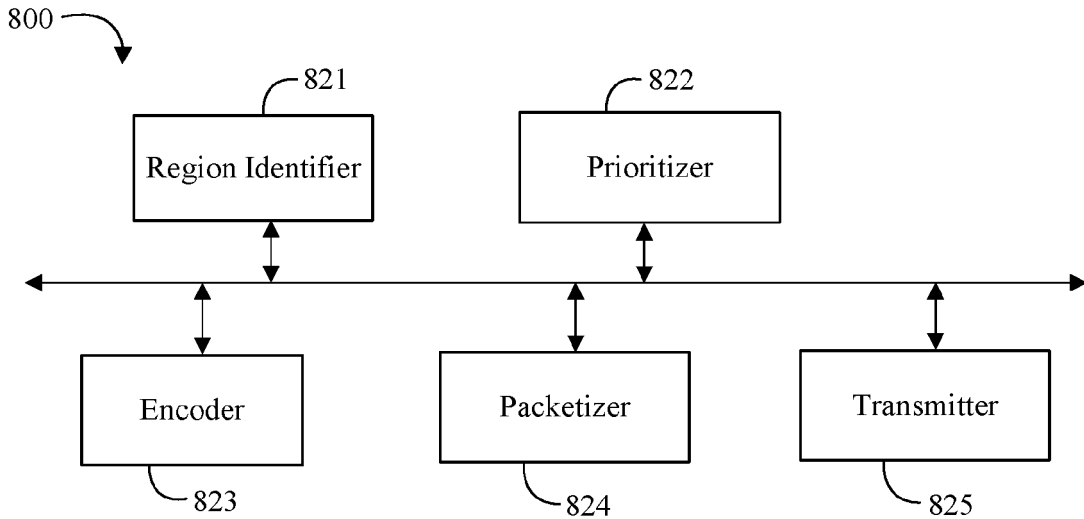 800
821
822
Region Identifier
Prioritizer
Encoder
Packetizer
Transmitter
823
824
825